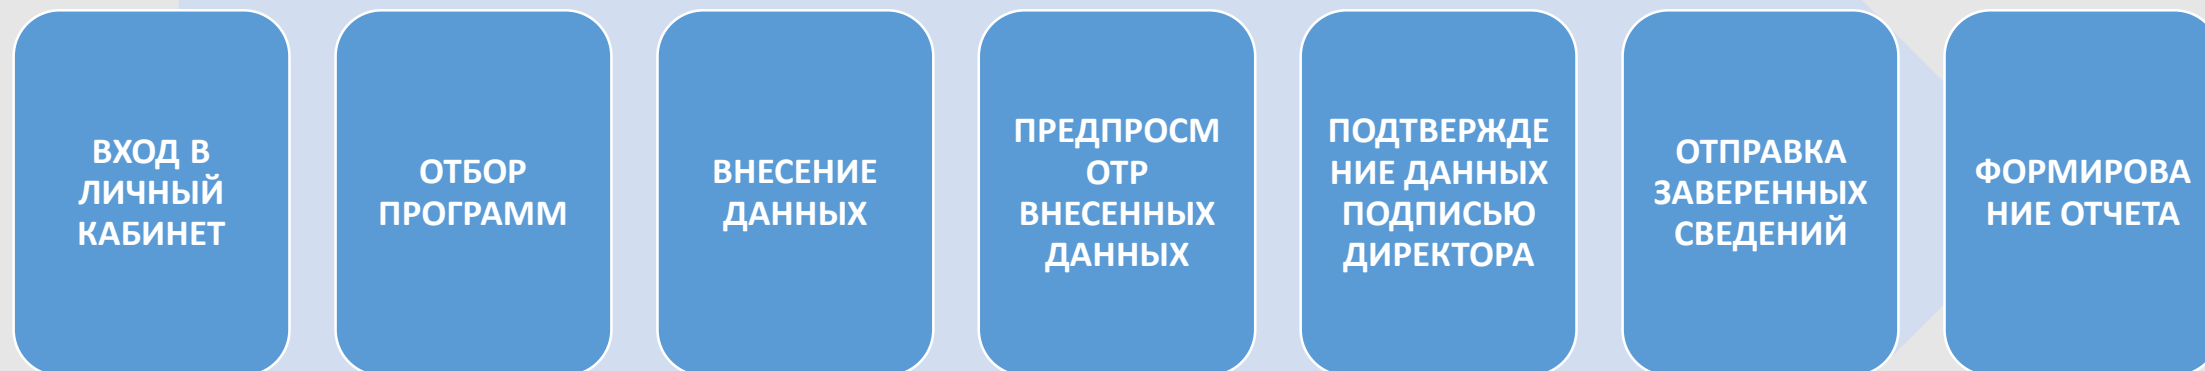 ВХОД В
ЛИЧНЫЙ
КАБИНЕТ
ОТБОР
ПРОГРАММ
ВНЕСЕНИЕ
ДАННЫХ
ПРЕДПРОСМ
ОТР
ВНЕСЕННЫХ
ДАННЫХ
ПОДТВЕРЖДЕ
НИЕ ДАННЫХ
ПОДПИСЬЮ
ДИРЕКТОРА
ОТПРАВКА
ЗАВЕРЕННЫХ
СВЕДЕНИЙ
ФОРМИРОВА
НИЕ ОТЧЕТА